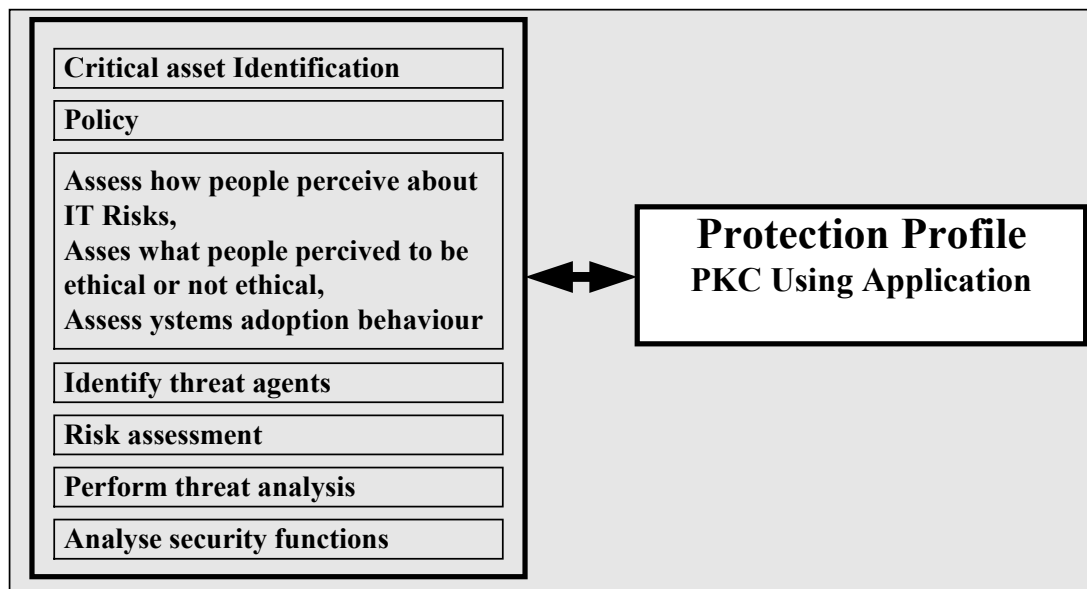 Critical asset Identification
Policy
Assess how people perceive about
IT Risks,
Asses what people percived to be
ethical or not ethical,
Assess ystems adoption behaviour
Identify threat agents
Risk assessment
Perform threat analysis
Analyse security functions
Protection Profile
PKC Using Application